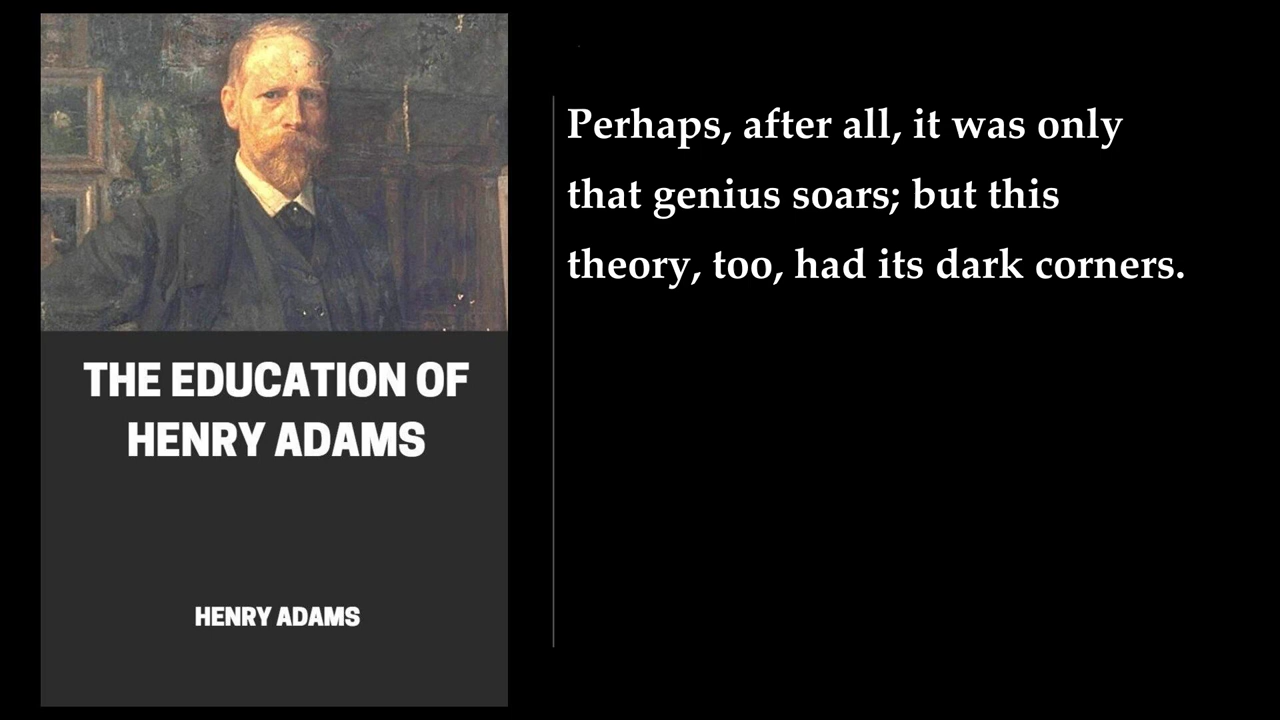 THE EDUCATION OF
HENRY ADAMS
HENRY ADAMS
Perhaps, after all, it was only
that genius soars; but this
theory, too, had its dark corners.